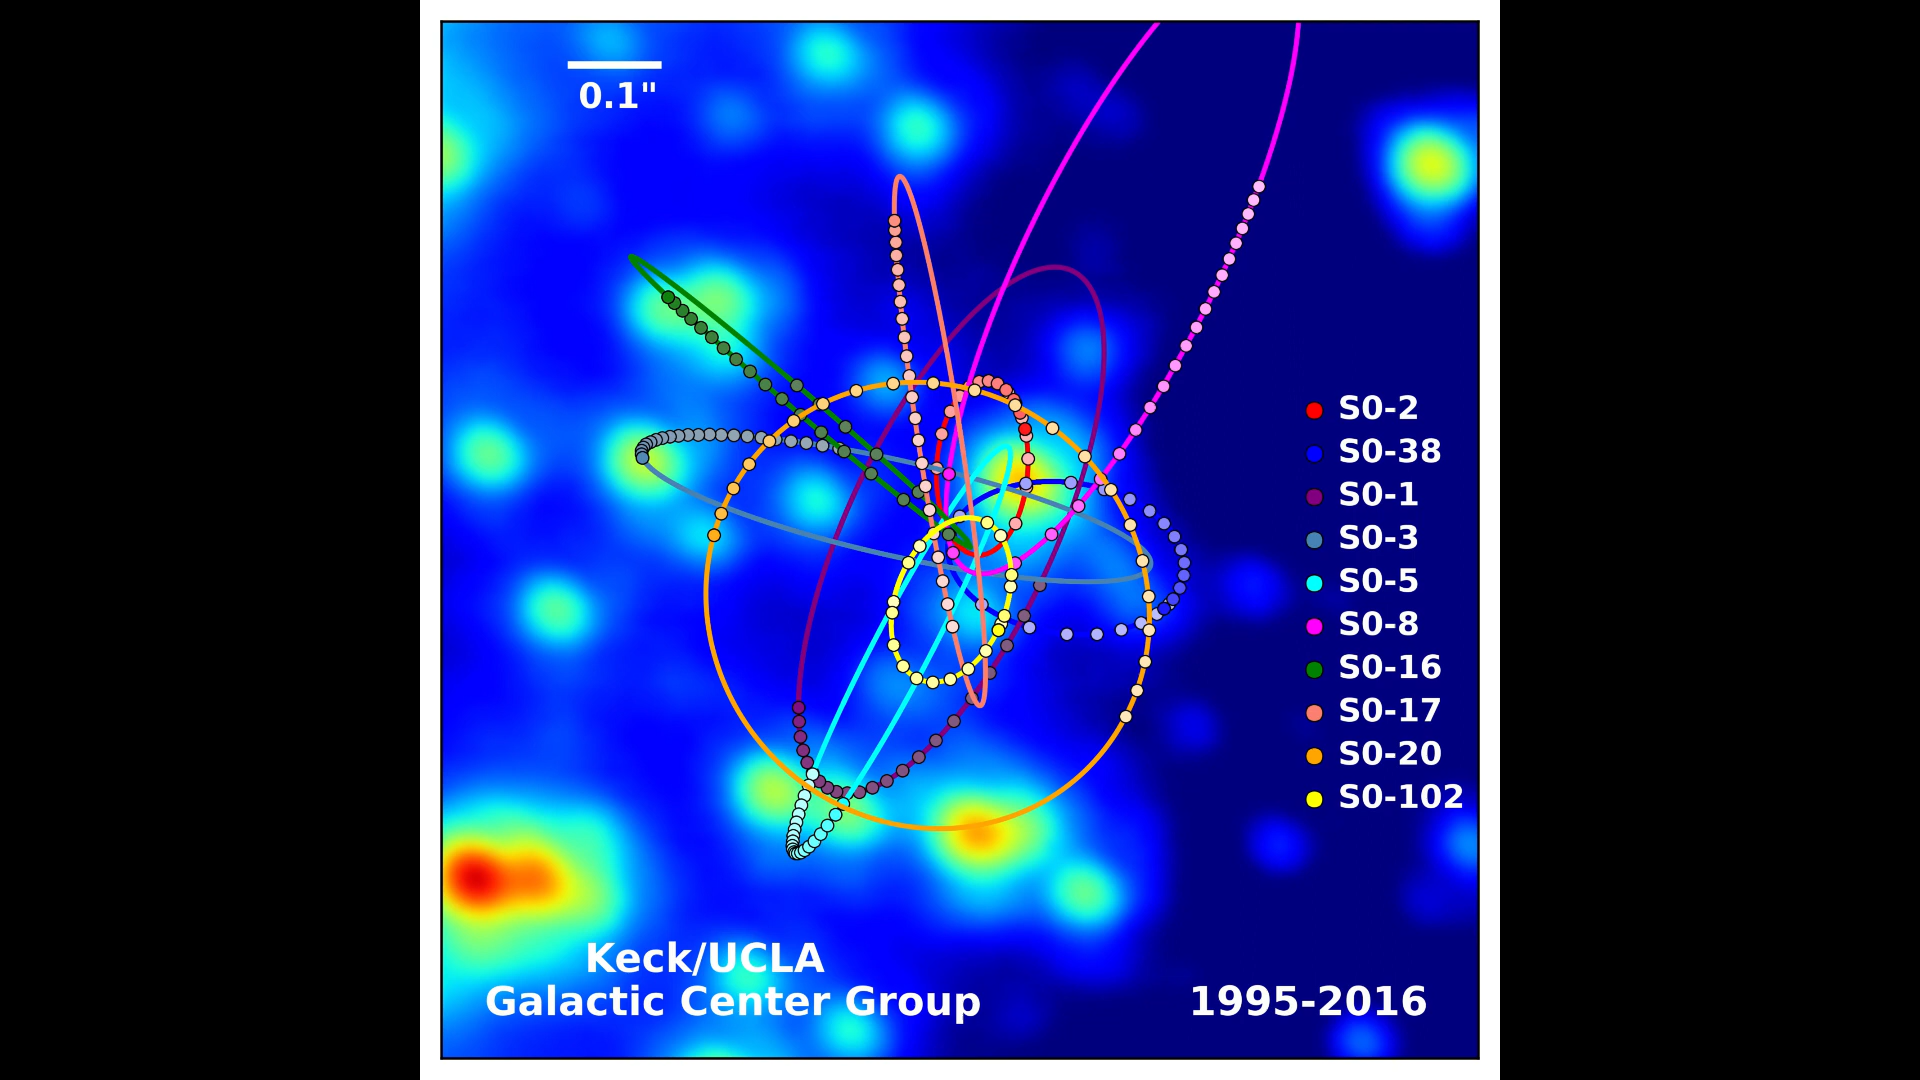 0.1"
S0-2
S0-38
S0-1
S0-3
S0-5
S0-8
S0-16
S0-17
S0-20
S0-102
Keck/UCLA
Galactic Center Group
1995-2016